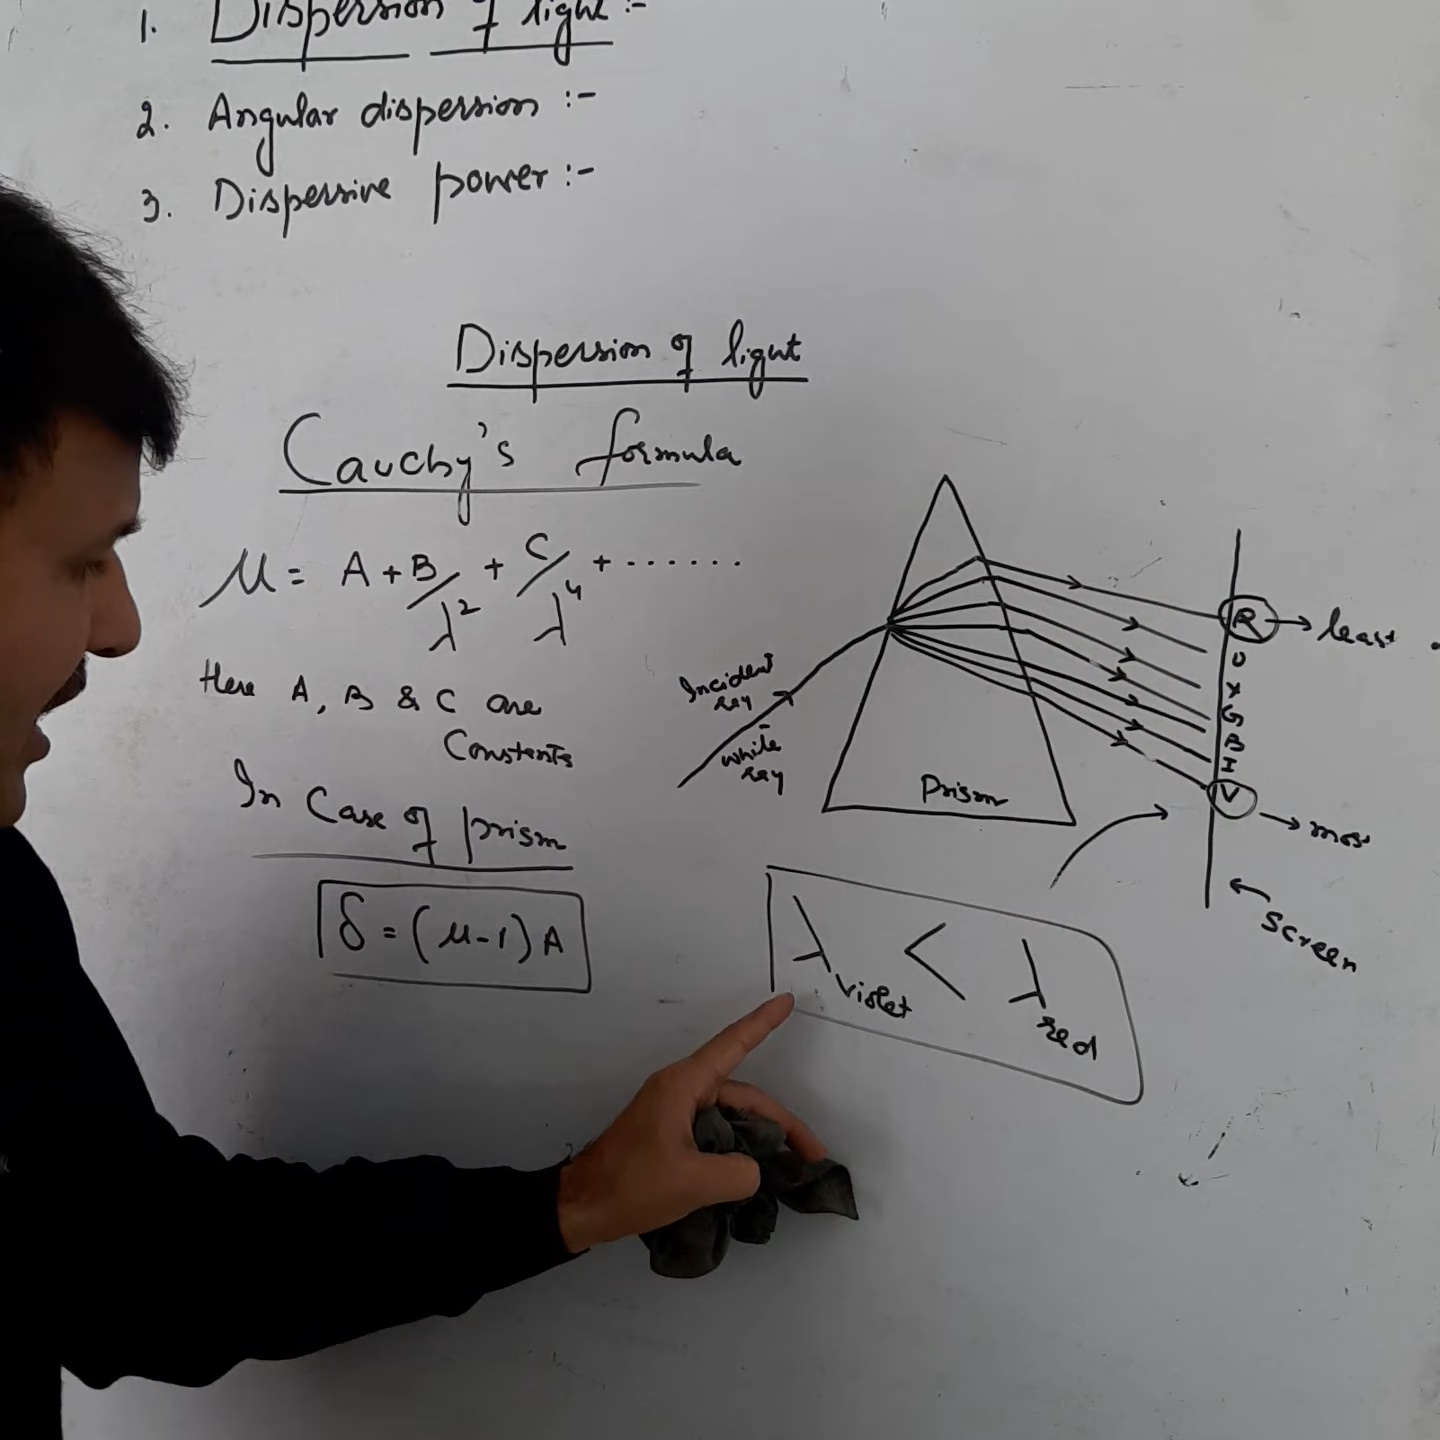 1. Dispersion of light :-
2. Angular dispersion :-
3. Dispersive power :-
Dispersion of light
Cauchy's formula
μ = A + B/λ² + C/λ⁴ + .......
Here A, B & C are
Constants
In Case of prism
δ = (μ-1) A
Incident
ray
white
ray
Prism
R → least
O
Y
G
B
I
V → mos
Screen
λviolet < λred